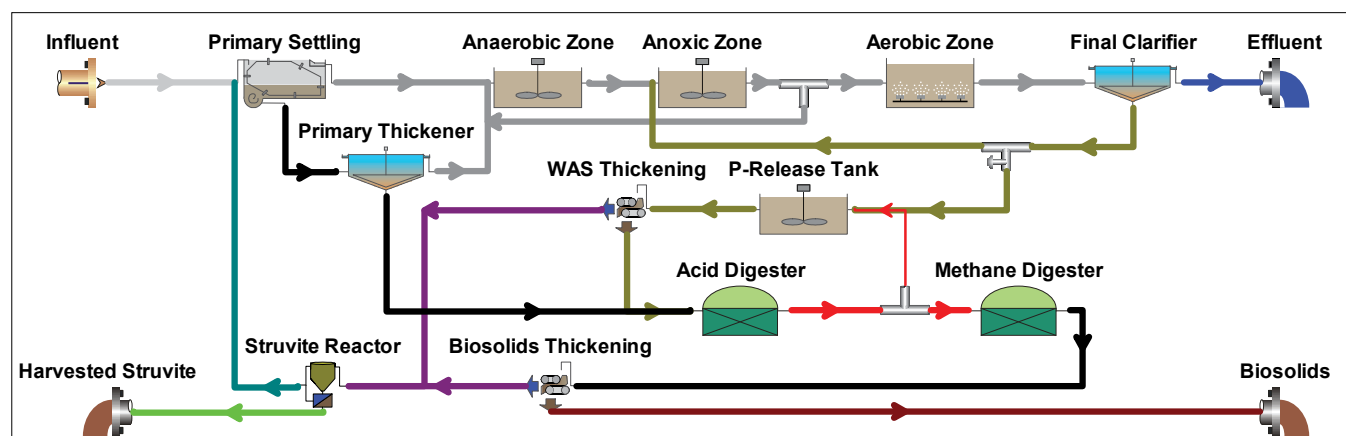 Influent
Primary Settling
Anaerobic Zone
Anoxic Zone
Aerobic Zone
Final Clarifier
Effluent
Primary Thickener
WAS Thickening
P-Release Tank
Acid Digester
Methane Digester
Struvite Reactor
Biosolids Thickening
Harvested Struvite
Biosolids